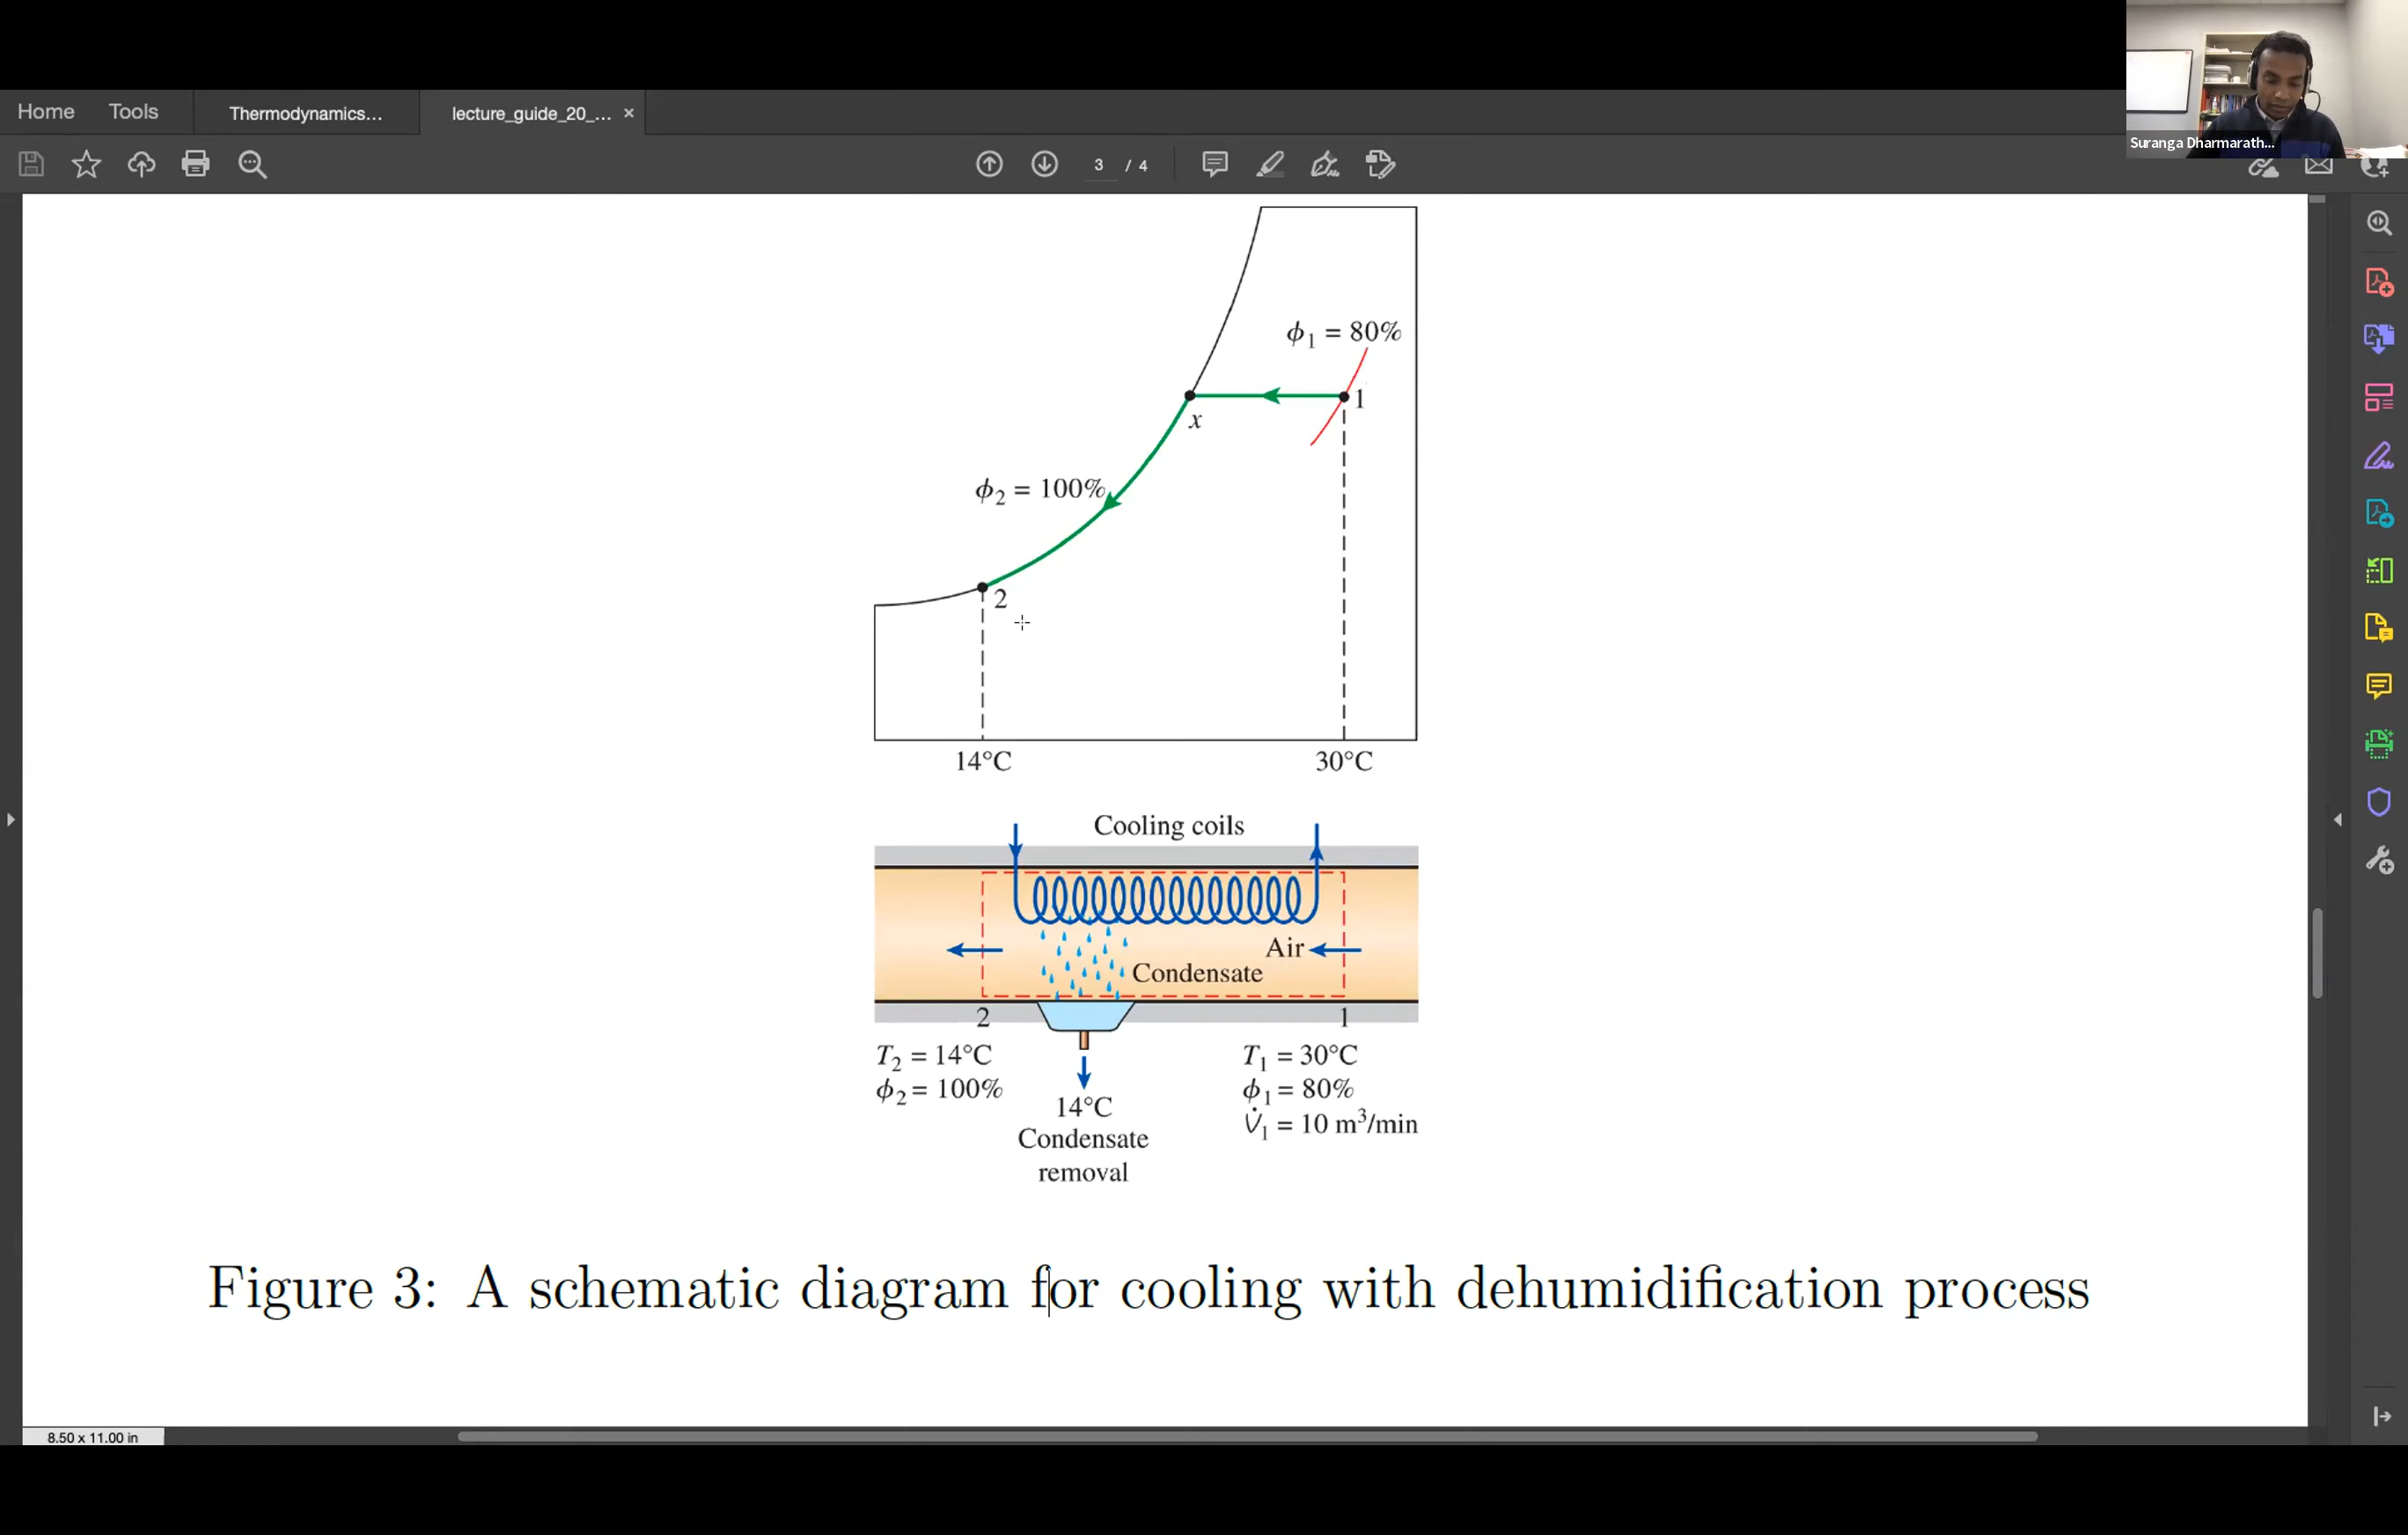 Suranga Dharmarath...
Home Tools Thermodynamics... lecture_guide_20_... ×
3 / 4
ϕ₁ = 80%
1
x
ϕ₂ = 100%
2
14°C 30°C
Cooling coils
Air
Condensate
2 1
T₂ = 14°C T₁ = 30°C
ϕ₂ = 100% ϕ₁ = 80%
14°C V̇₁ = 10 m³/min
Condensate
removal
Figure 3: A schematic diagram for cooling with dehumidification process
8.50 x 11.00 in